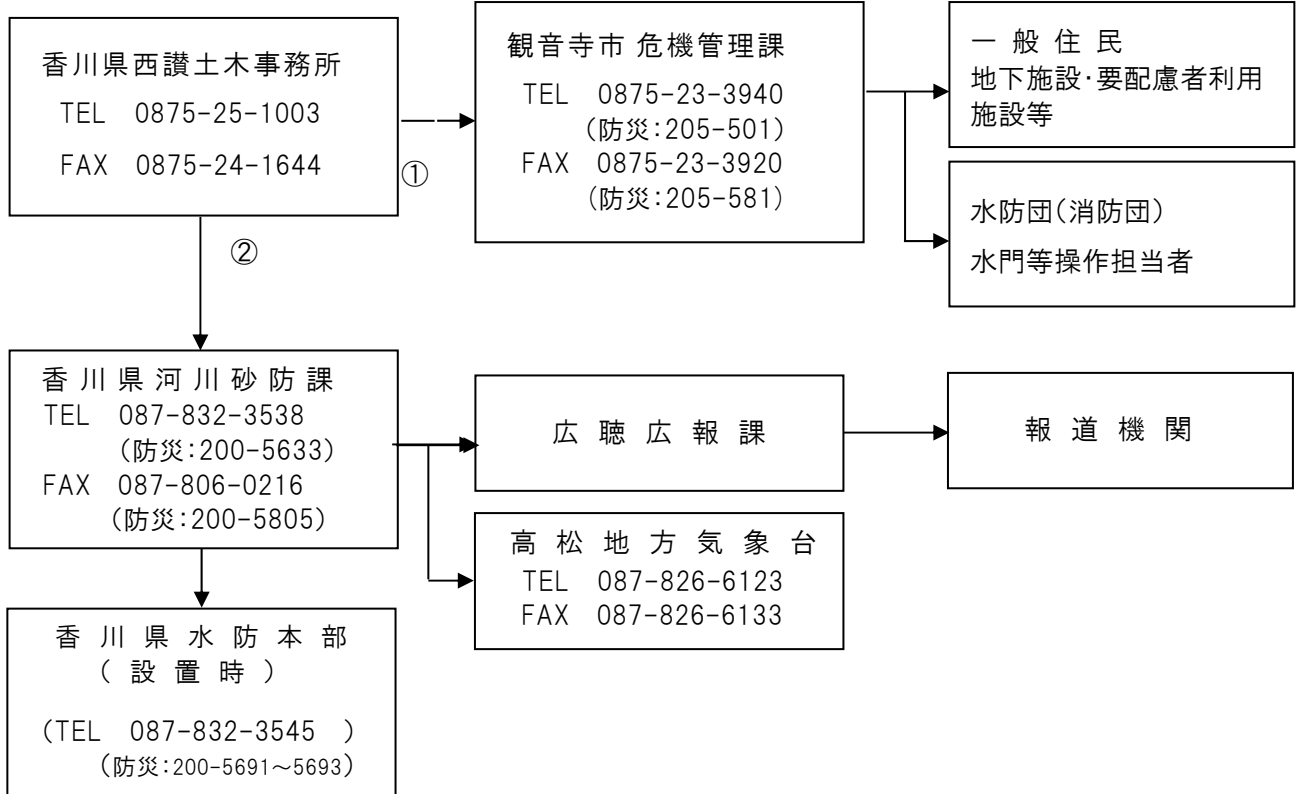 香川県西讃土木事務所
TEL 0875-25-1003
FAX 0875-24-1644
①
②
観音寺市 危機管理課
TEL 0875-23-3940
(防災:205-501)
FAX 0875-23-3920
(防災:205-581)
一般住民
地下施設・要配慮者利用
施設等
水防団(消防団)
水門等操作担当者
香川県河川砂防課
TEL 087-832-3538
(防災:200-5633)
FAX 087-806-0216
(防災:200-5805)
広聴広報課
報道機関
高松地方気象台
TEL 087-826-6123
FAX 087-826-6133
香川県水防本部
(設置時)
(TEL 087-832-3545 )
(防災:200-5691～5693)